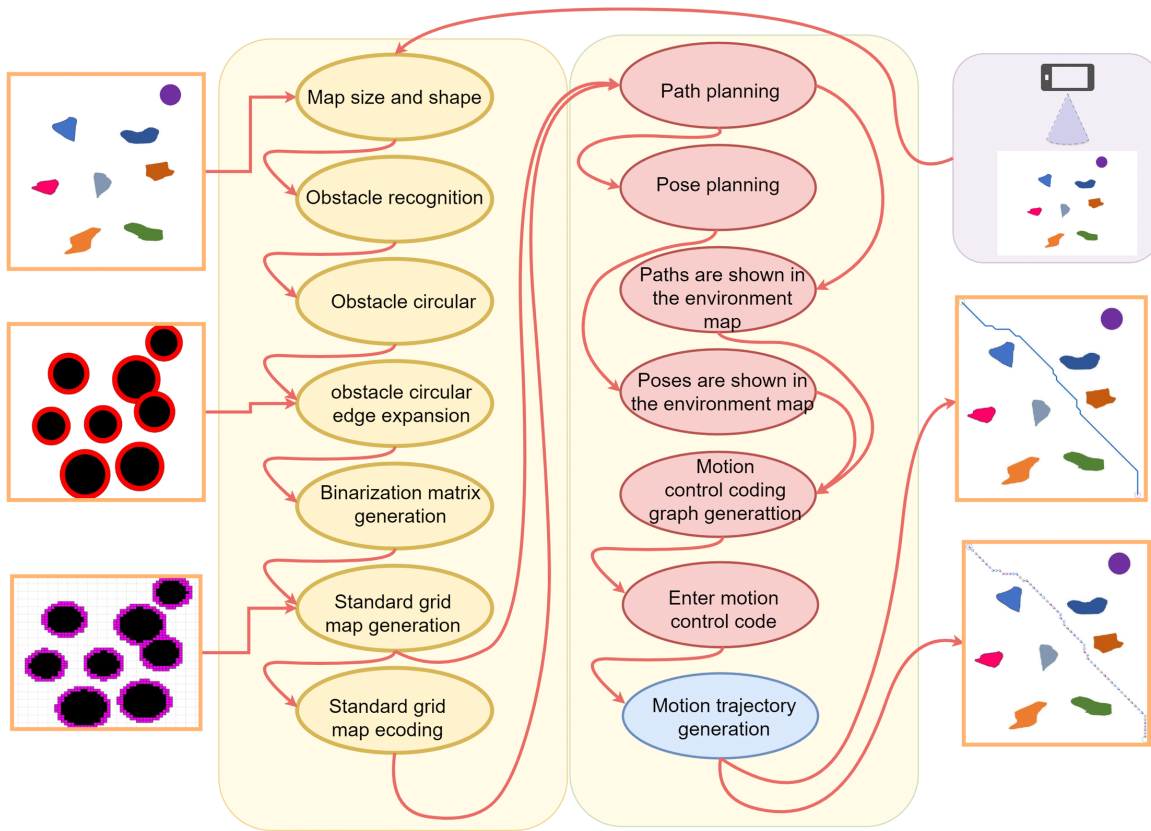 Map size and shape
Obstacle recognition
Obstacle circular
obstacle circular
edge expansion
Binarization matrix
generation
Standard grid
map generation
Standard grid
map ecoding
Path planning
Pose planning
Paths are shown in
the environment
map
Poses are shown in
the environment map
Motion
control coding
graph generattion
Enter motion
control code
Motion trajectory
generation